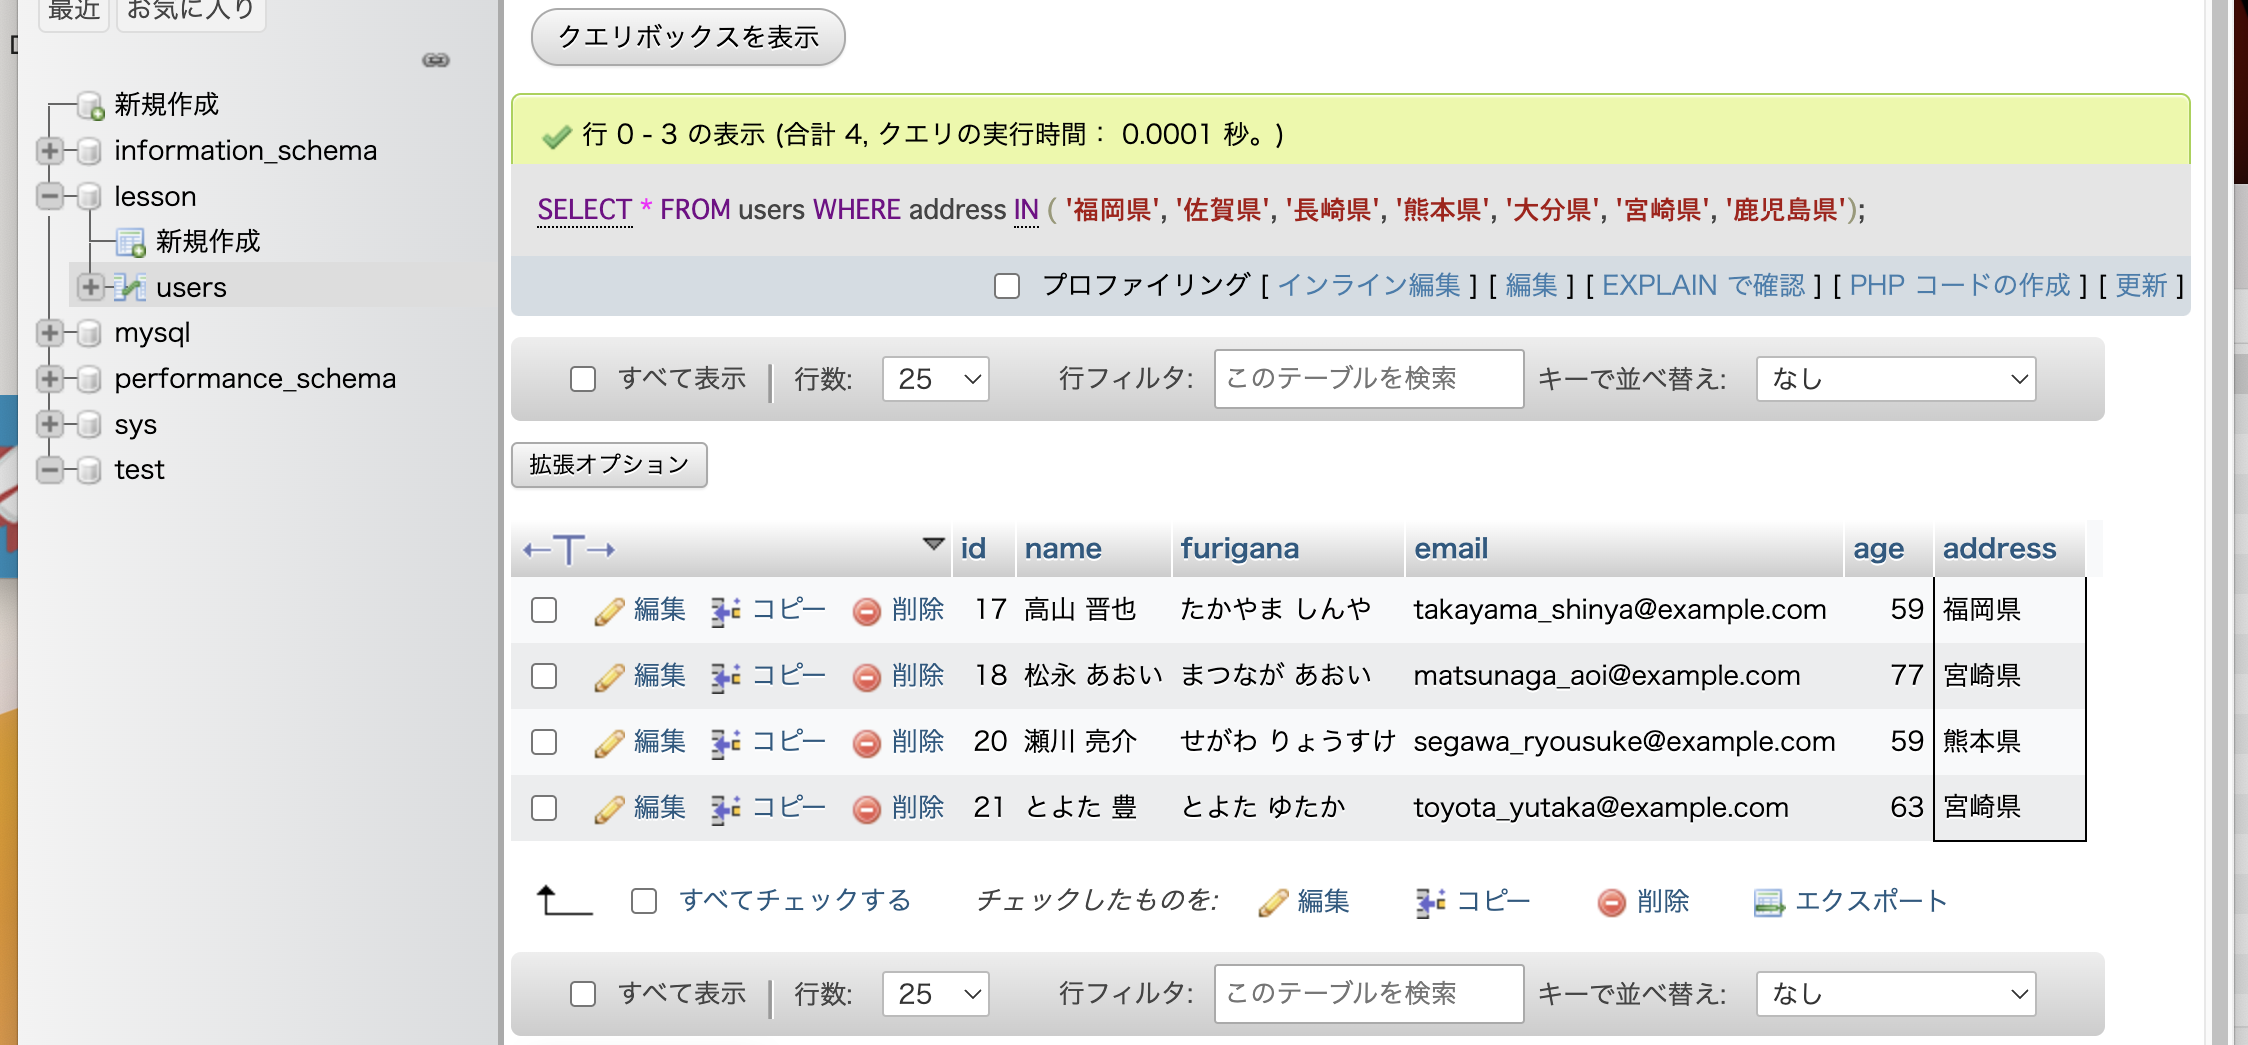 最近 お気に入り
新規作成
information_schema
lesson
新規作成
users
mysql
performance_schema
sys
test
クエリボックスを表示
行 0 - 3 の表示 (合計 4, クエリの実行時間： 0.0001 秒。)
SELECT * FROM users WHERE address IN ( '福岡県', '佐賀県', '長崎県', '熊本県', '大分県', '宮崎県', '鹿児島県');
プロファイリング [ インライン編集 ] [ 編集 ] [ EXPLAIN で確認 ] [ PHP コードの作成 ] [ 更新 ]
すべて表示 行数: 25 行フィルタ: このテーブルを検索 キーで並べ替え: なし
拡張オプション
←T→ id name furigana email age address
編集 コピー 削除 17 高山 晋也 たかやま しんや takayama_shinya@example.com 59 福岡県
編集 コピー 削除 18 松永 あおい まつなが あおい matsunaga_aoi@example.com 77 宮崎県
編集 コピー 削除 20 瀬川 亮介 せがわ りょうすけ segawa_ryousuke@example.com 59 熊本県
編集 コピー 削除 21 とよた 豊 とよた ゆたか toyota_yutaka@example.com 63 宮崎県
すべてチェックする チェックしたものを: 編集 コピー 削除 エクスポート
すべて表示 行数: 25 行フィルタ: このテーブルを検索 キーで並べ替え: なし